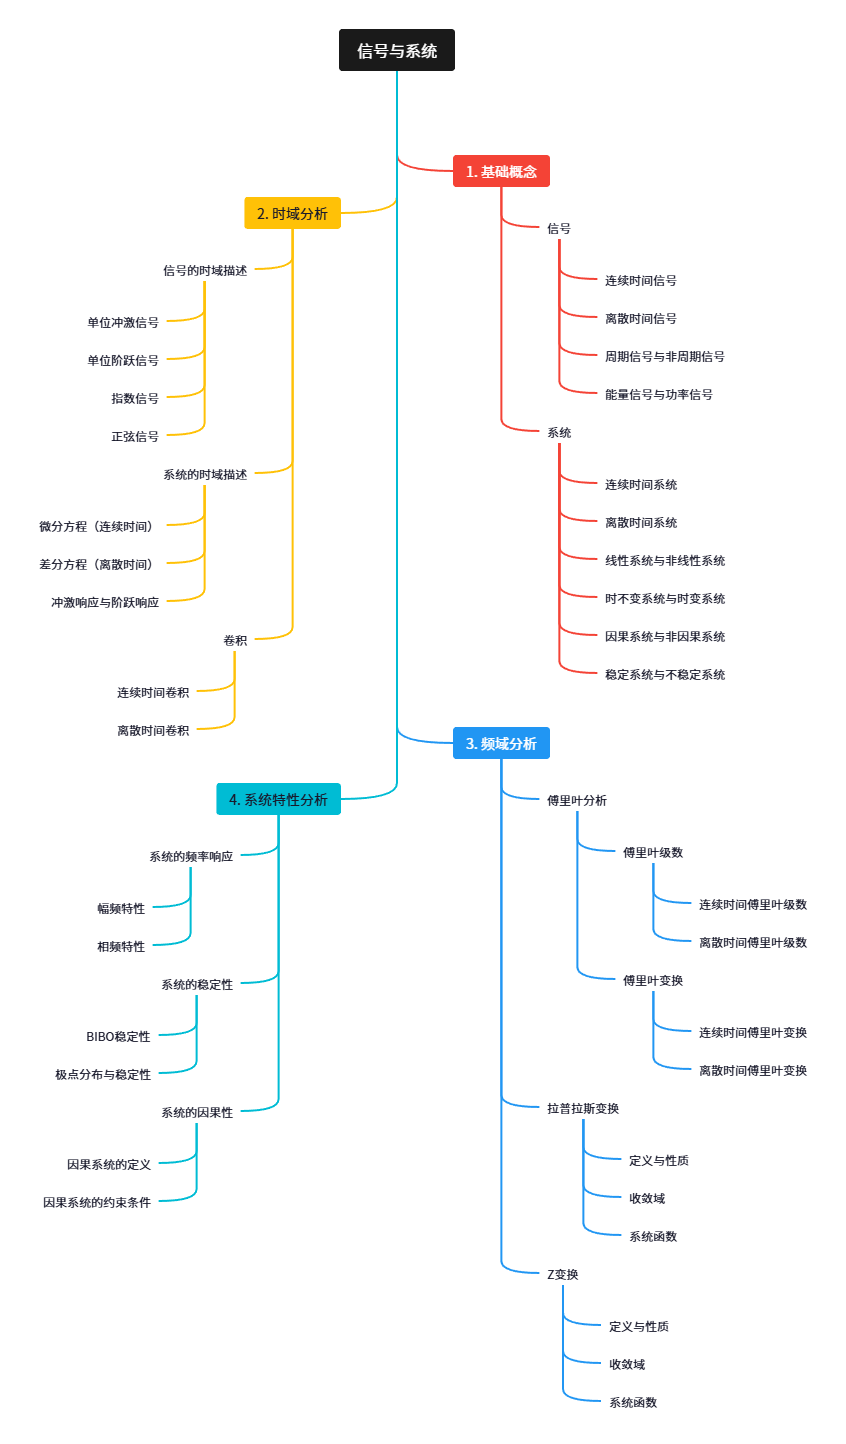 信号与系统
1. 基础概念
信号
连续时间信号
离散时间信号
周期信号与非周期信号
能量信号与功率信号
系统
连续时间系统
离散时间系统
线性系统与非线性系统
时不变系统与时变系统
因果系统与非因果系统
稳定系统与不稳定系统
2. 时域分析
信号的时域描述
单位冲激信号
单位阶跃信号
指数信号
正弦信号
系统的时域描述
微分方程（连续时间）
差分方程（离散时间）
冲激响应与阶跃响应
卷积
连续时间卷积
离散时间卷积
3. 频域分析
傅里叶分析
傅里叶级数
连续时间傅里叶级数
离散时间傅里叶级数
傅里叶变换
连续时间傅里叶变换
离散时间傅里叶变换
拉普拉斯变换
定义与性质
收敛域
系统函数
Z变换
定义与性质
收敛域
系统函数
4. 系统特性分析
系统的频率响应
幅频特性
相频特性
系统的稳定性
BIBO稳定性
极点分布与稳定性
系统的因果性
因果系统的定义
因果系统的约束条件